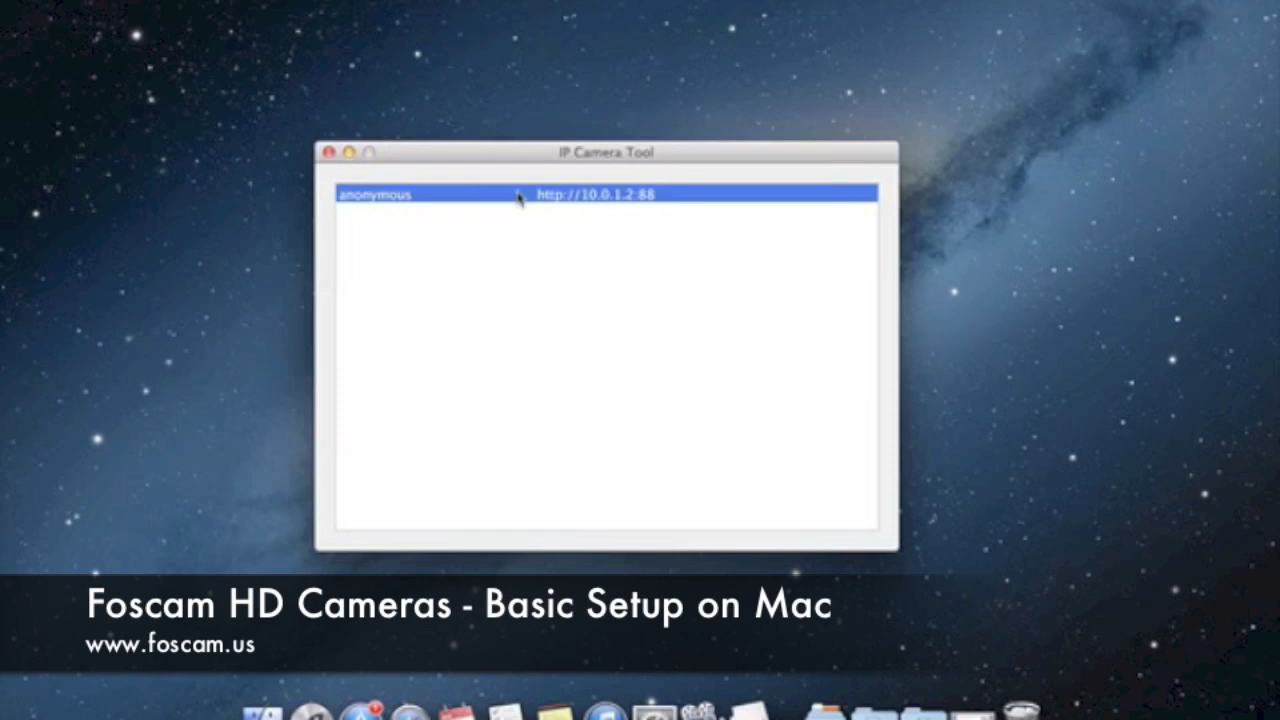 IP Camera Tool
anonymous http://10.0.1.2:88
Foscam HD Cameras - Basic Setup on Mac
www.foscam.us